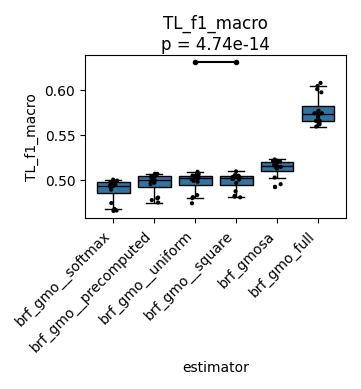 TL_f1_macro
p = 4.74e-14
TL_f1_macro
0.60
0.55
0.50
brf_gmo__softmax
brf_gmo__precomputed
brf_gmo__uniform
brf_gmo__square
brf_gmosa
brf_gmo_full
estimator